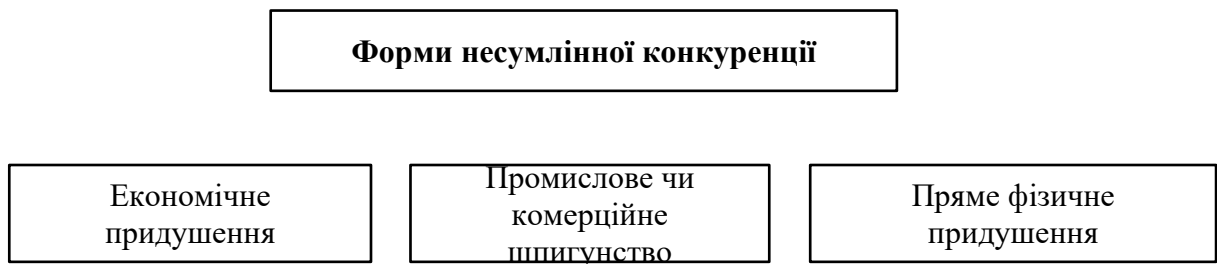 Форми несумлінної конкуренції
Економічне
придушення
Промислове чи
комерційне
шпигунство
Пряме фізичне
придушення